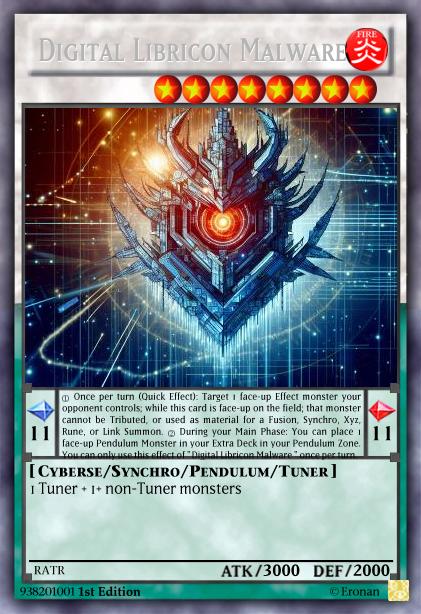 DIGITAL LIBRICON MALWARE
FIRE
炎
① Once per turn (Quick Effect): Target 1 face-up Effect monster your
opponent controls; while this card is face-up on the field; that monster
cannot be Tributed, or used as material for a Fusion, Synchro, Xyz,
Rune, or Link Summon. ② During your Main Phase: You can place 1
face-up Pendulum Monster in your Extra Deck in your Pendulum Zone.
You can only use this effect of "Digital Libricon Malware" once per turn.
11
11
[CYBERSE/SYNCHRO/PENDULUM/TUNER]
1 Tuner + 1+ non-Tuner monsters
RATR
ATK/3000 DEF/2000
938201001 1st Edition
© Eronan